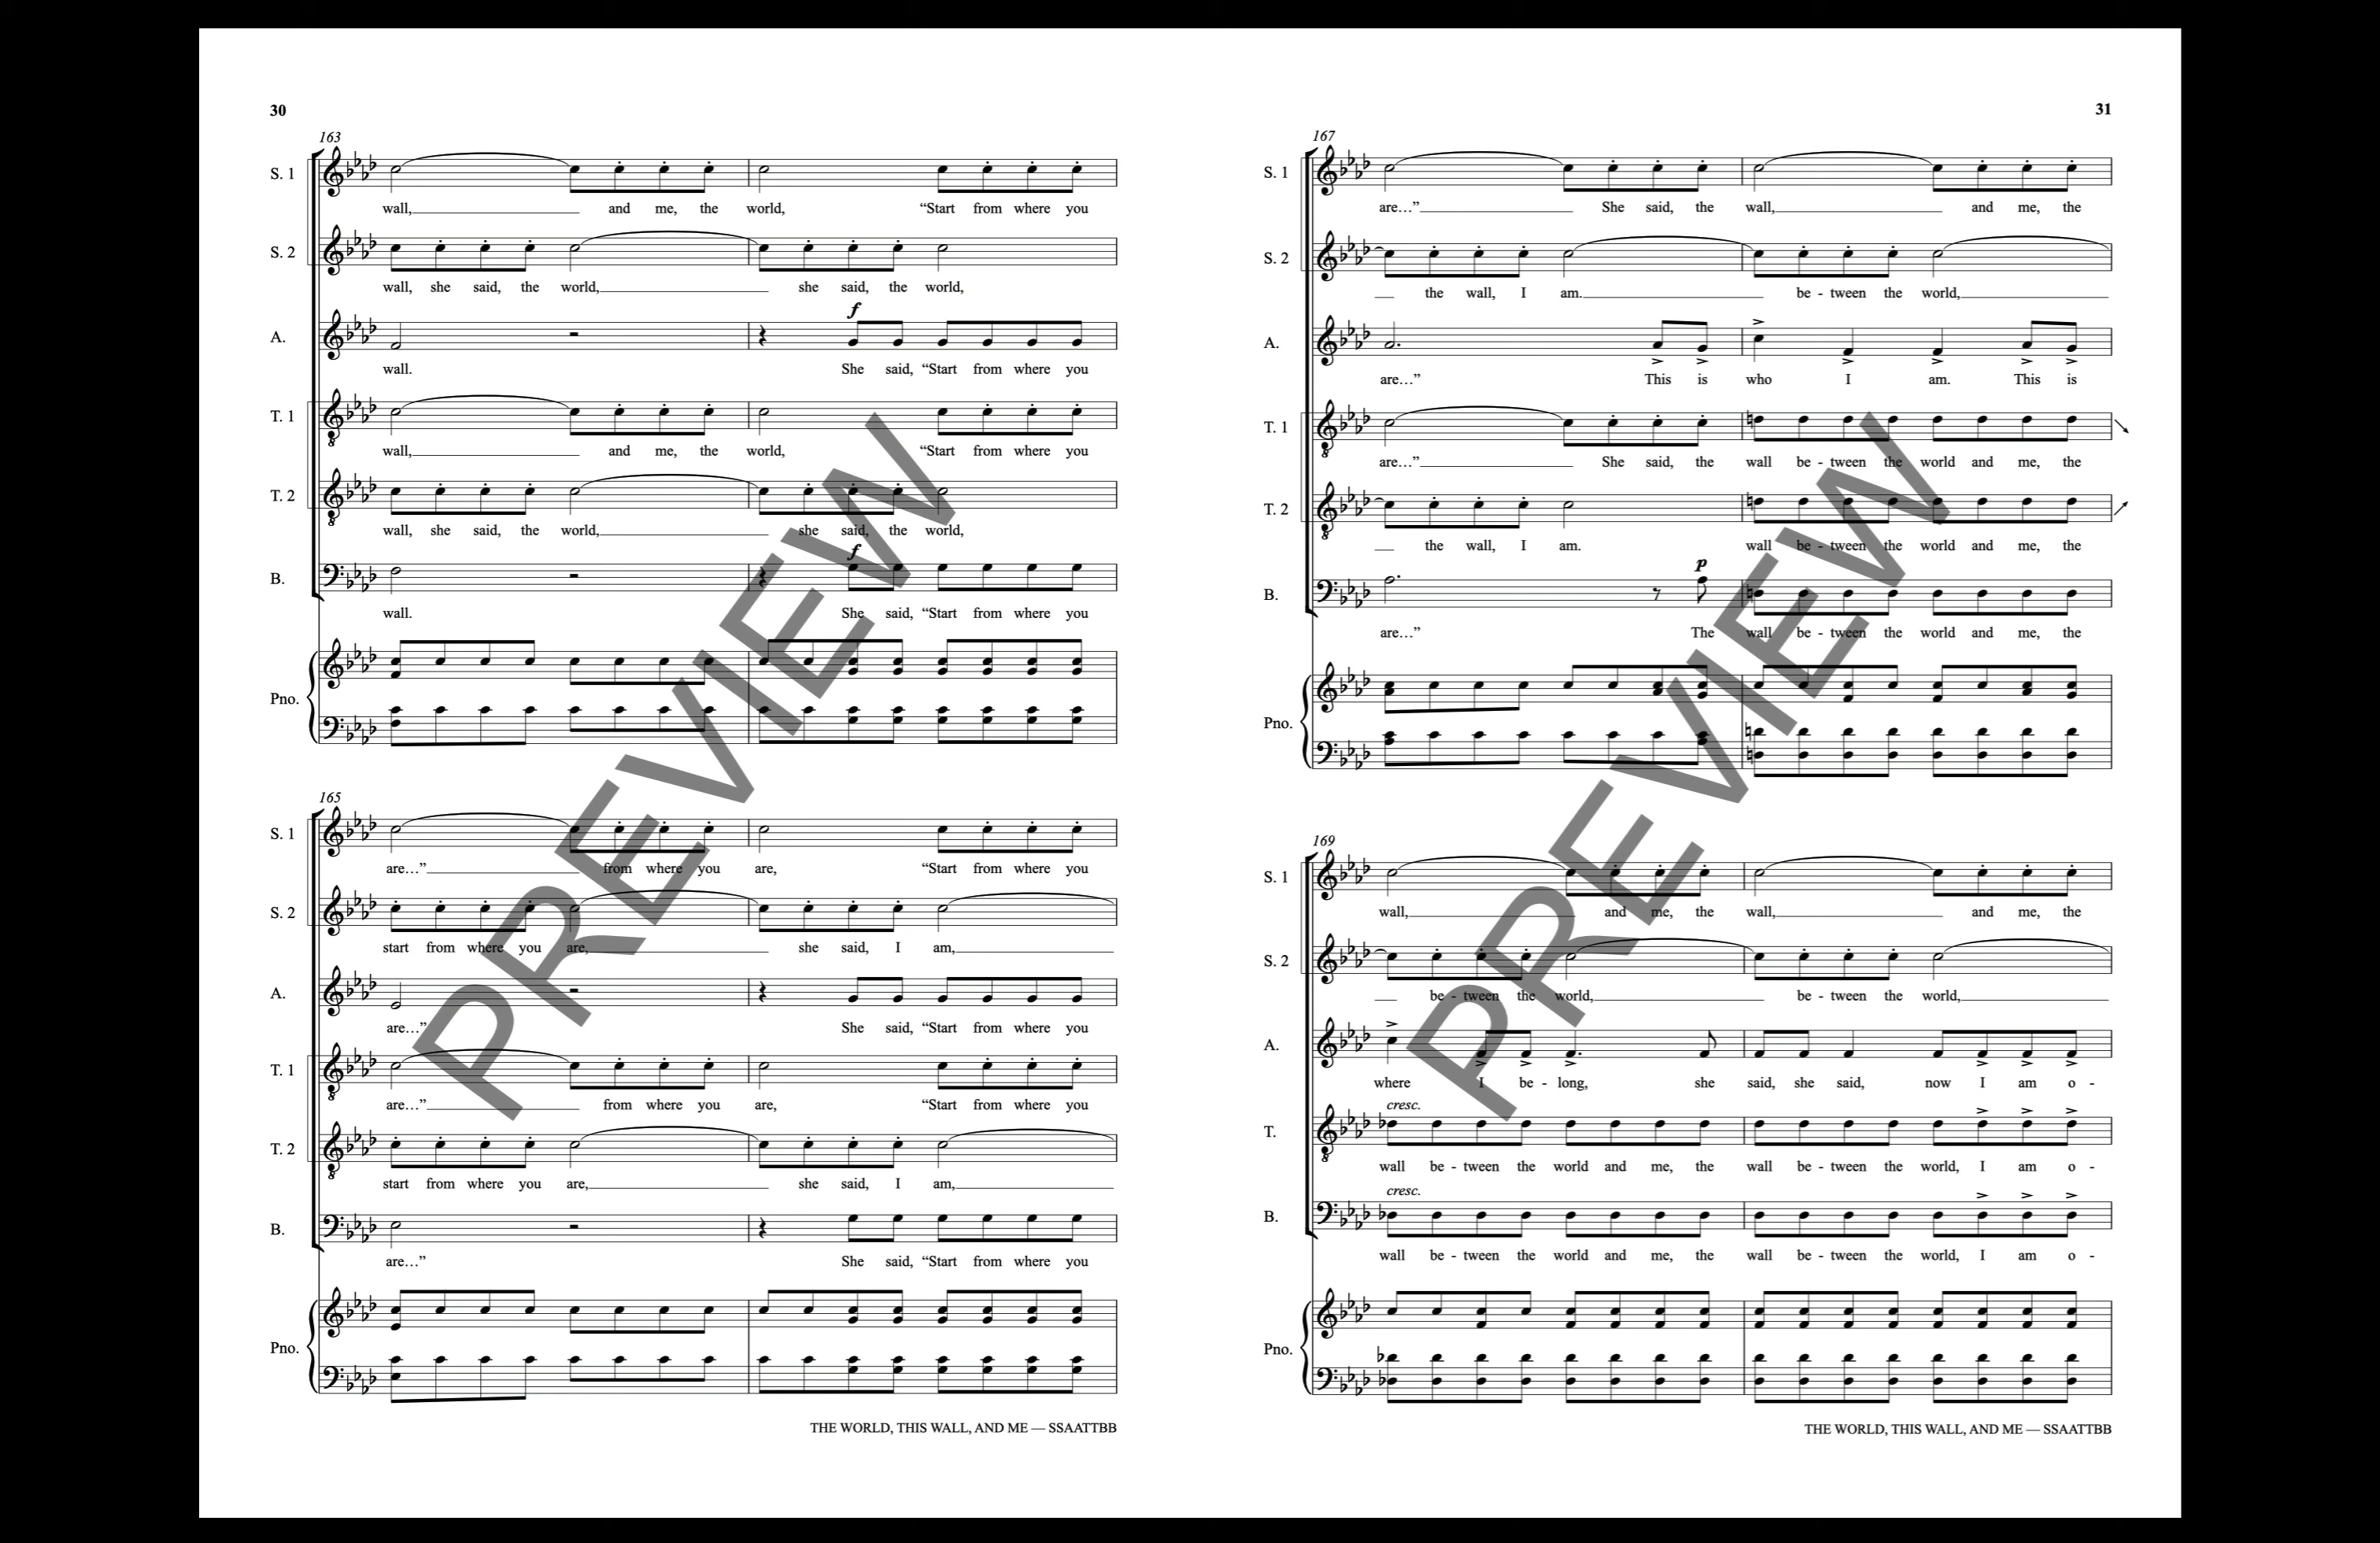 30
163
S. 1
wall, and me, the world, “Start from where you
S. 2
wall, she said, the world, she said, the world,
f
A.
wall. She said, “Start from where you
T. 1
wall, and me, the world, “Start from where you
T. 2
wall, she said, the world, she said, the world,
f
B.
wall. She said, “Start from where you
Pno.
165
S. 1
are…” from where you are, “Start from where you
S. 2
start from where you are, she said, I am,
A.
are…” She said, “Start from where you
T. 1
are…” from where you are, “Start from where you
T. 2
start from where you are, she said, I am,
B.
are…” She said, “Start from where you
Pno.
THE WORLD, THIS WALL, AND ME — SSAATTBB
PREVIEW
31
167
S. 1
are…” She said, the wall, and me, the
S. 2
the wall, I am. be - tween the world,
A.
are…” This is who I am. This is
T. 1
are…” She said, the wall be - tween the world and me, the
T. 2
the wall, I am. wall be - tween the world and me, the
p
B.
are…” The wall be - tween the world and me, the
Pno.
169
S. 1
wall, and me, the wall, and me, the
S. 2
be - tween the world, be - tween the world,
A.
where I be - long, she said, she said, now I am o -
cresc.
T.
wall be - tween the world and me, the wall be - tween the world, I am o -
cresc.
B.
wall be - tween the world and me, the wall be - tween the world, I am o -
Pno.
THE WORLD, THIS WALL, AND ME — SSAATTBB
PREVIEW